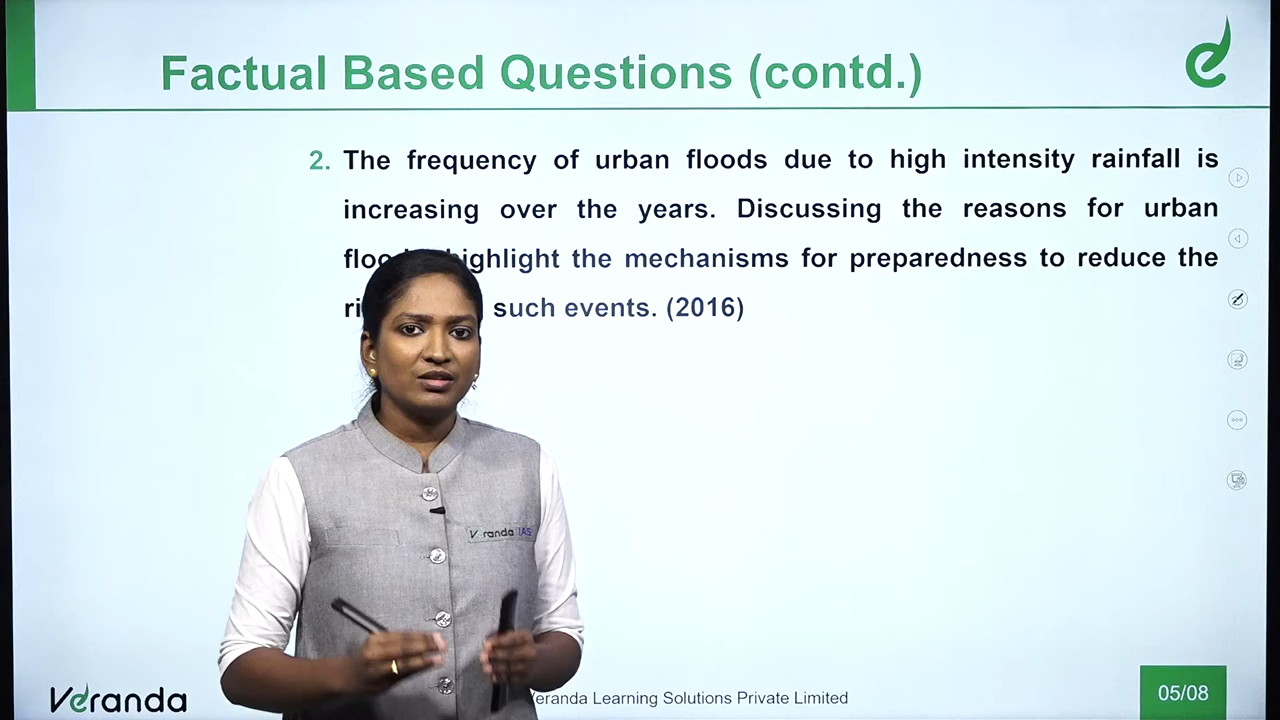 Factual Based Questions (contd.)
2. The frequency of urban floods due to high intensity rainfall is
increasing over the years. Discussing the reasons for urban
highlight the mechanisms for preparedness to reduce the
such events. (2016)
Veranda IAS
Veranda
Veranda Learning Solutions Private Limited
05/08